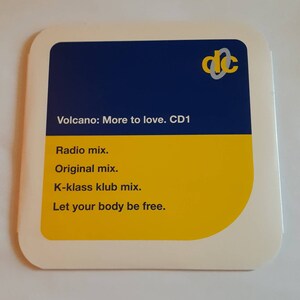 dc
Volcano: More to love. CD1
Radio mix.
Original mix.
K-klass klub mix.
Let your body be free.